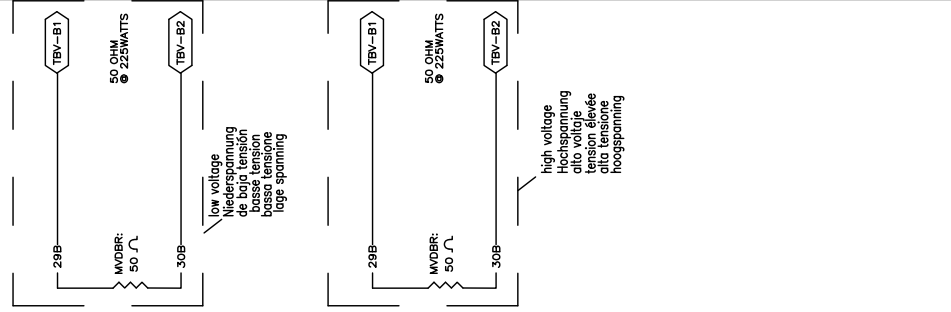 TBV-B1
50 OHM
@ 225WATTS
TBV-B2
29B
MVDBR:
50
30B
low voltage
Niederspannung
de baja tensión
basse tension
bassa tensione
lage spanning
TBV-B1
50 OHM
@ 225WATTS
TBV-B2
29B
MVDBR:
50
30B
high voltage
Hochspannung
alto voltaje
tension élevée
alta tensione
hoogspanning